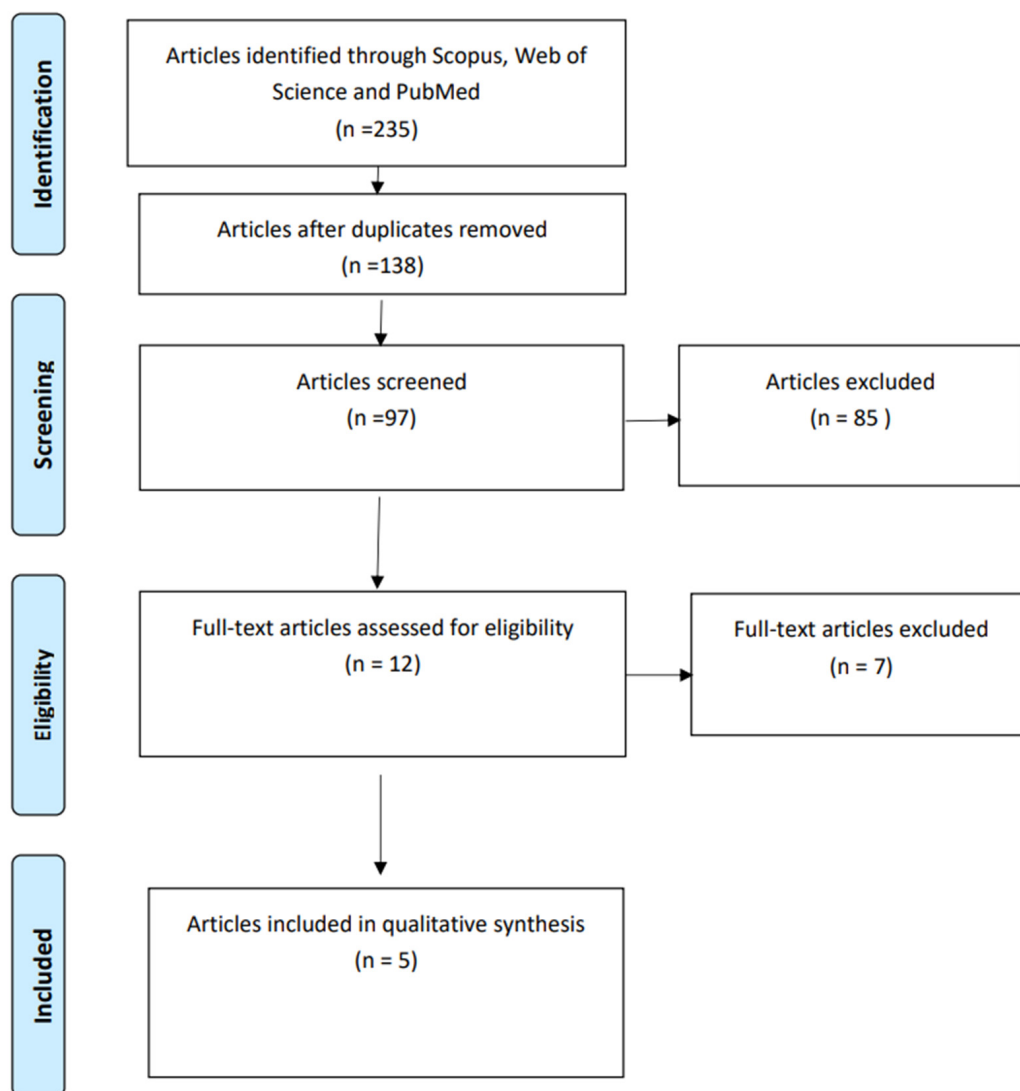 Identification
Articles identified through Scopus, Web of
Science and PubMed
(n =235)
Articles after duplicates removed
(n =138)
Screening
Articles screened
(n =97)
Articles excluded
(n = 85 )
Eligibility
Full-text articles assessed for eligibility
(n = 12)
Full-text articles excluded
(n = 7)
Included
Articles included in qualitative synthesis
(n = 5)